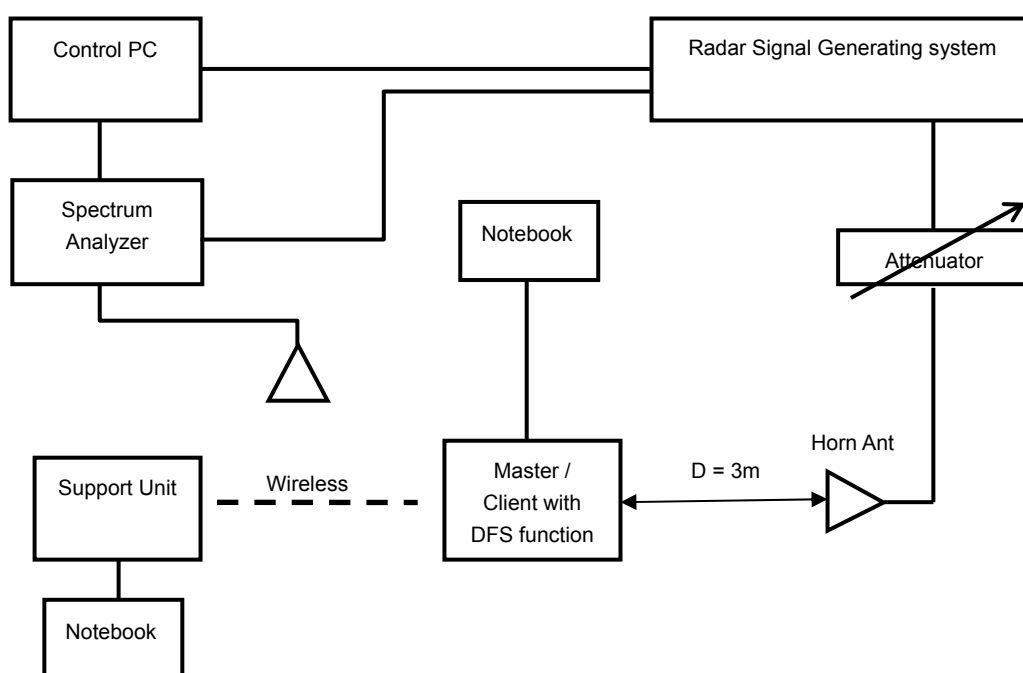 Control PC
Radar Signal Generating system
Spectrum
Analyzer
Notebook
Attenuator
Horn Ant
Support Unit
Wireless
Master /
Client with
DFS function
D = 3m
Notebook